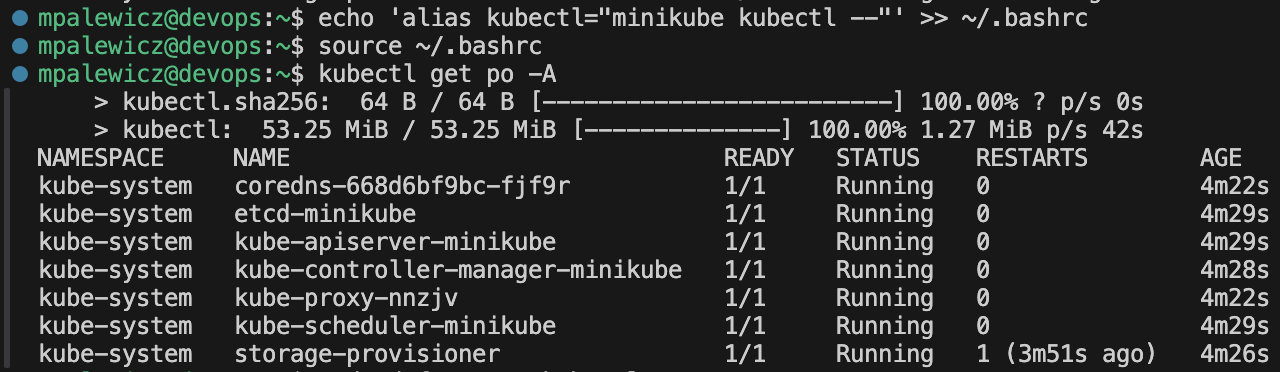 mpalewicz@devops:~$ echo 'alias kubectl="minikube kubectl --"' >> ~/.bashrc
mpalewicz@devops:~$ source ~/.bashrc
mpalewicz@devops:~$ kubectl get po -A
    > kubectl.sha256:  64 B / 64 B [-------------------------] 100.00% ? p/s 0s
    > kubectl:  53.25 MiB / 53.25 MiB [--------------] 100.00% 1.27 MiB p/s 42s
NAMESPACE     NAME                               READY   STATUS    RESTARTS        AGE
kube-system   coredns-668d6bf9bc-fjf9r           1/1     Running   0               4m22s
kube-system   etcd-minikube                      1/1     Running   0               4m29s
kube-system   kube-apiserver-minikube            1/1     Running   0               4m29s
kube-system   kube-controller-manager-minikube   1/1     Running   0               4m28s
kube-system   kube-proxy-nnzjv                   1/1     Running   0               4m22s
kube-system   kube-scheduler-minikube            1/1     Running   0               4m29s
kube-system   storage-provisioner                1/1     Running   1 (3m51s ago)   4m26s